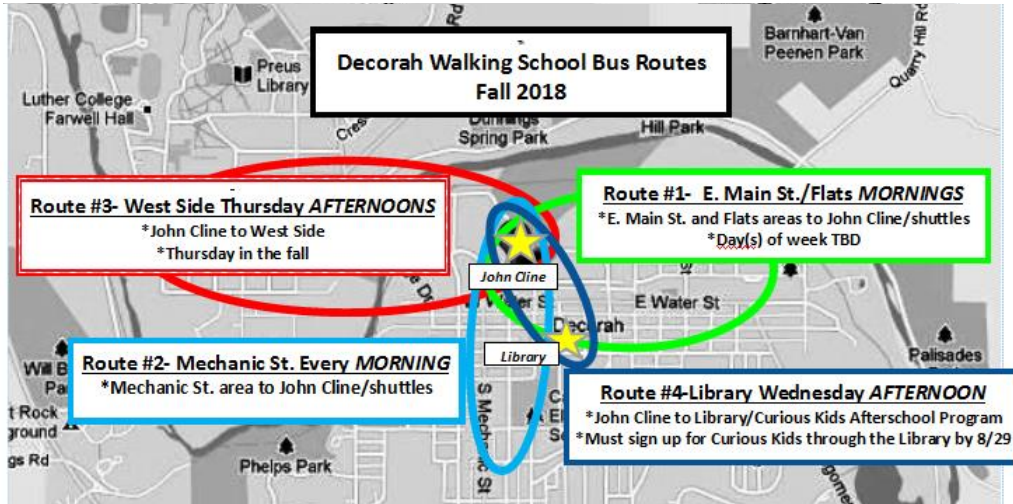 Decorah Walking School Bus Routes
Fall 2018
Barnhart-Van
Peenen Park
Quarry Hill Rd
Rd
Preus
Library
Luther College
Farwell Hall
Spring Park
Hill Park
Route #3- West Side Thursday AFTERNOONS
*John Cline to West Side
*Thursday in the fall
Route #1- E. Main St./Flats MORNINGS
*E. Main St. and Flats areas to John Cline/shuttles
*Day(s) of week TBD
John Cline
E Water St
Decorah
Library
Route #2- Mechanic St. Every MORNING
*Mechanic St. area to John Cline/shuttles
Palisades
Route #4-Library Wednesday AFTERNOON
*John Cline to Library/Curious Kids Afterschool Program
*Must sign up for Curious Kids through the Library by 8/29
S Mechanic St
t Rock
ground
gs Rd
Phelps Park